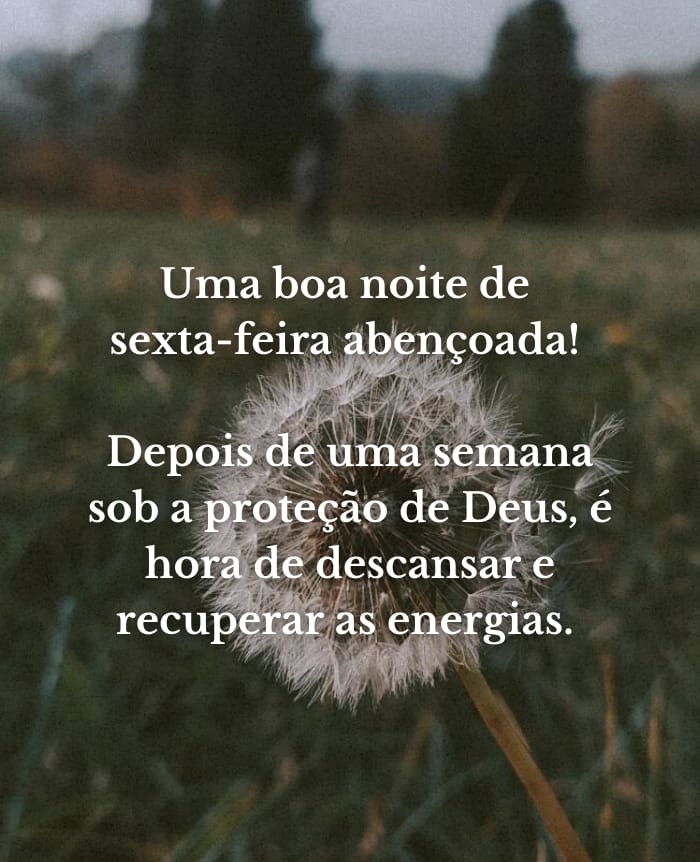 Uma boa noite de
sexta-feira abençoada!
Depois de uma semana
sob a proteção de Deus, é
hora de descansar e
recuperar as energias.